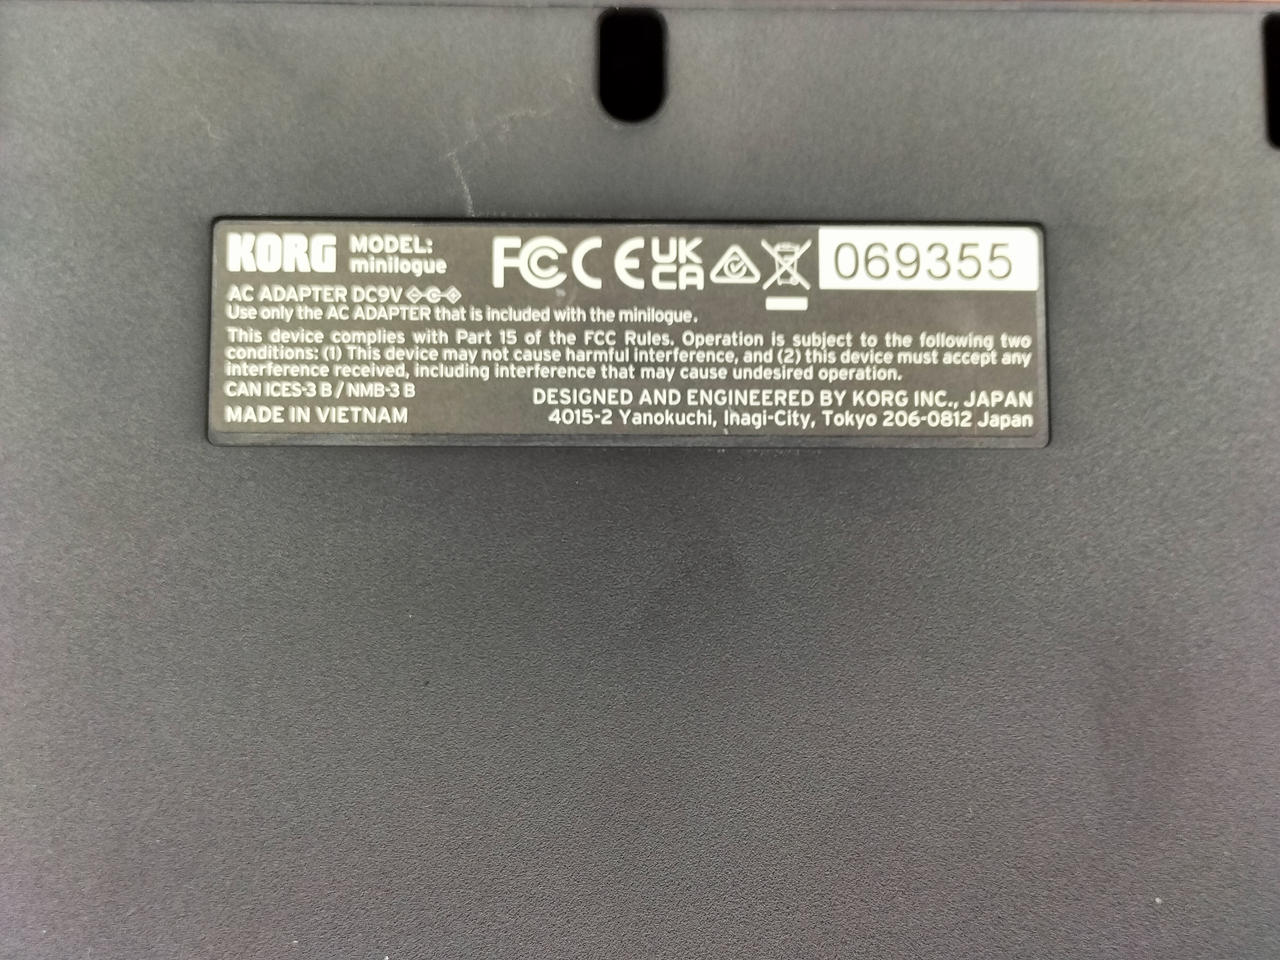 KORG MODEL: minilogue FC CE UK CA 069355
AC ADAPTER DC9V
Use only the AC ADAPTER that is included with the minilogue.
This device complies with Part 15 of the FCC Rules. Operation is subject to the following two
conditions: (1) This device may not cause harmful interference, and (2) this device must accept any
interference received, including interference that may cause undesired operation.
CAN ICES-3 B / NMB-3 B
DESIGNED AND ENGINEERED BY KORG INC., JAPAN
MADE IN VIETNAM
4015-2 Yanokuchi, Inagi-City, Tokyo 206-0812 Japan